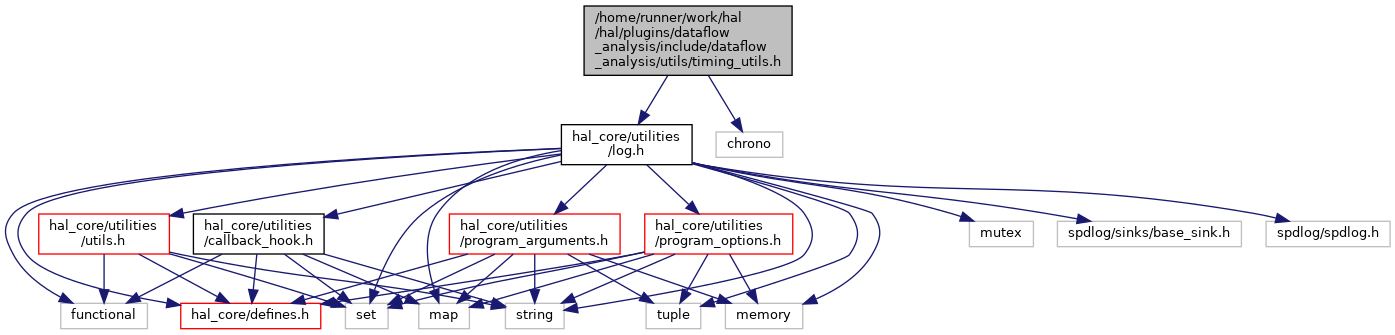 /home/runner/work/hal
/hal/plugins/dataflow
_analysis/include/dataflow
_analysis/utils/timing_utils.h
hal_core/utilities
/log.h
chrono
hal_core/utilities
/utils.h
hal_core/utilities
/callback_hook.h
hal_core/utilities
/program_arguments.h
hal_core/utilities
/program_options.h
mutex
spdlog/sinks/base_sink.h
spdlog/spdlog.h
functional
hal_core/defines.h
set
map
string
tuple
memory